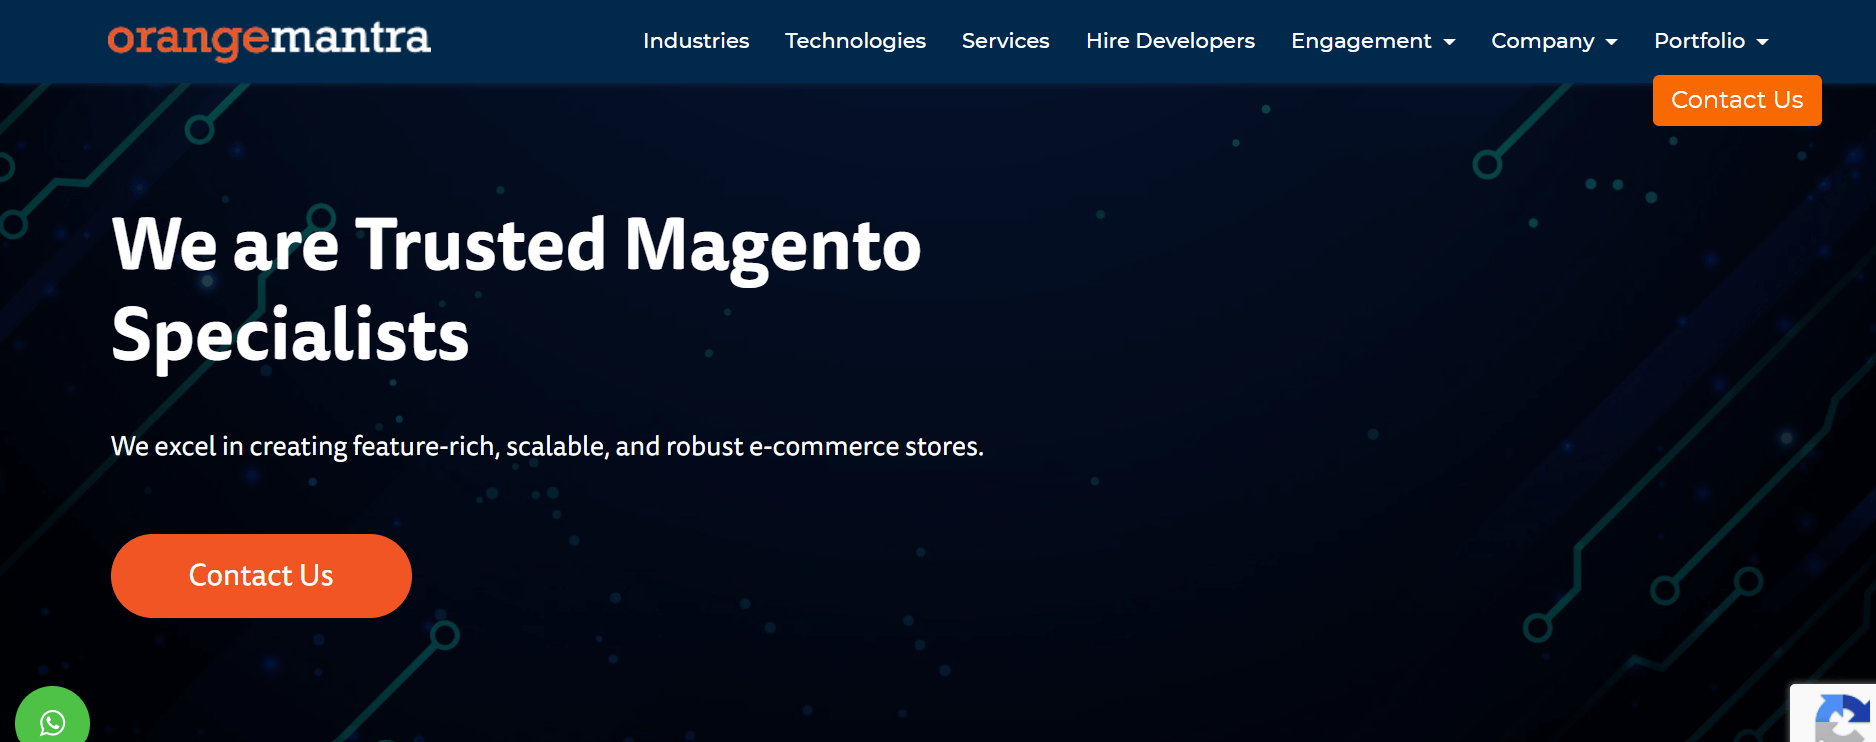 orangemantra
Industries Technologies Services Hire Developers Engagement Company Portfolio
Contact Us
We are Trusted Magento
Specialists
We excel in creating feature-rich, scalable, and robust e-commerce stores.
Contact Us